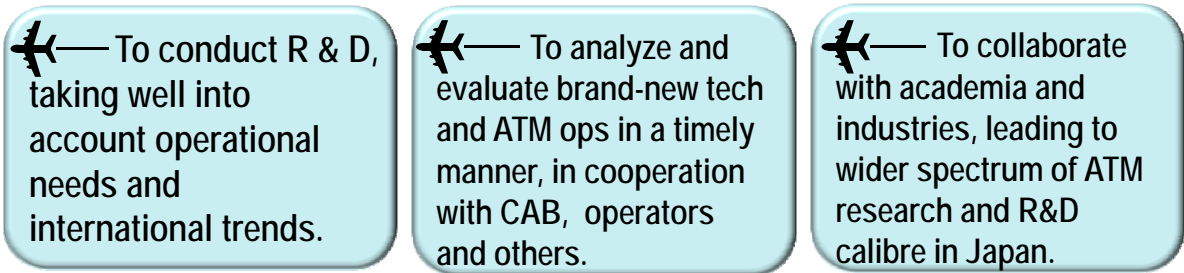 To conduct R & D,
taking well into
account operational
needs and
international trends.
To analyze and
evaluate brand-new tech
and ATM ops in a timely
manner, in cooperation
with CAB, operators
and others.
To collaborate
with academia and
industries, leading to
wider spectrum of ATM
research and R&D
calibre in Japan.